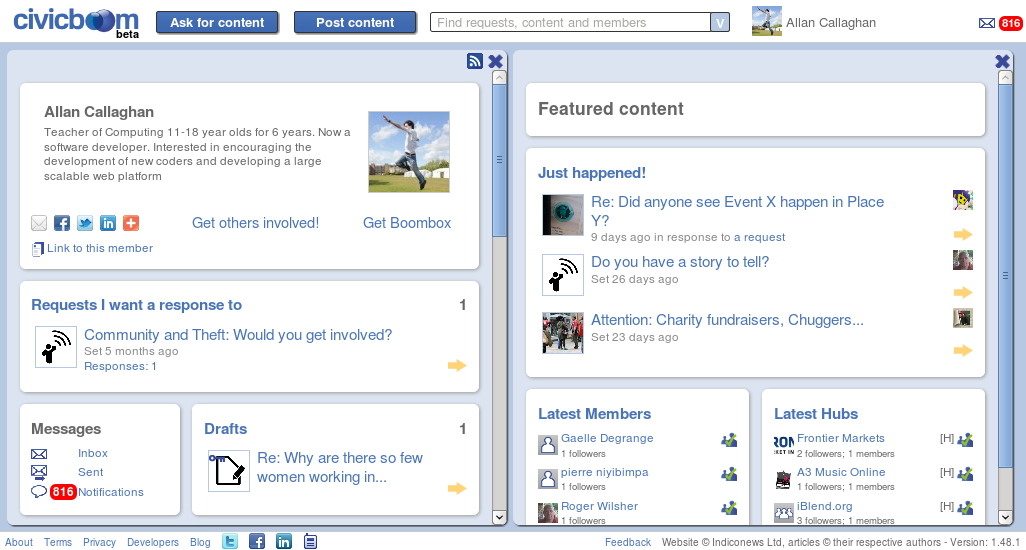 civicboom
beta
Ask for content
Post content
Find requests, content and members
V
Allan Callaghan
816
Allan Callaghan
Teacher of Computing 11-18 year olds for 6 years. Now a
software developer. Interested in encouraging the
development of new coders and developing a large
scalable web platform
Get others involved!
Get Boombox
Link to this member
Requests I want a response to
1
Community and Theft: Would you get involved?
Set 5 months ago
Responses: 1
Messages
Inbox
Sent
816 Notifications
Drafts
1
Re: Why are there so few
women working in...
Featured content
Just happened!
Re: Did anyone see Event X happen in Place
Y?
9 days ago in response to a request
Do you have a story to tell?
Set 26 days ago
Attention: Charity fundraisers, Chuggers...
Set 23 days ago
Latest Members
Gaelle Degrange
1 followers
pierre niyibimpa
1 followers
Roger Wilsher
1 followers
Latest Hubs
Frontier Markets
[H]
2 followers; 1 members
A3 Music Online
[H]
1 followers; 1 members
iBlend.org
[H]
3 followers; 1 members
About Terms Privacy Developers Blog
Feedback
Website © Indiconews Ltd, articles © their respective authors - Version: 1.48.1